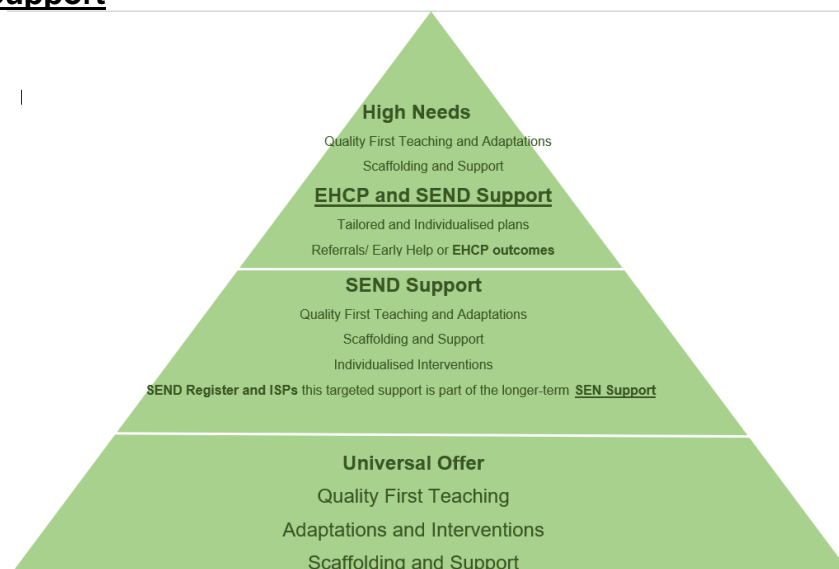 High Needs
Quality First Teaching and Adaptations
Scaffolding and Support
EHCP and SEND Support
Tailored and Individualised plans
Referrals/ Early Help or EHCP outcomes
SEND Support
Quality First Teaching and Adaptations
Scaffolding and Support
Individualised Interventions
SEND Register and ISPs this targeted support is part of the longer-term SEN Support
Universal Offer
Quality First Teaching
Adaptations and Interventions
Scaffolding and Support